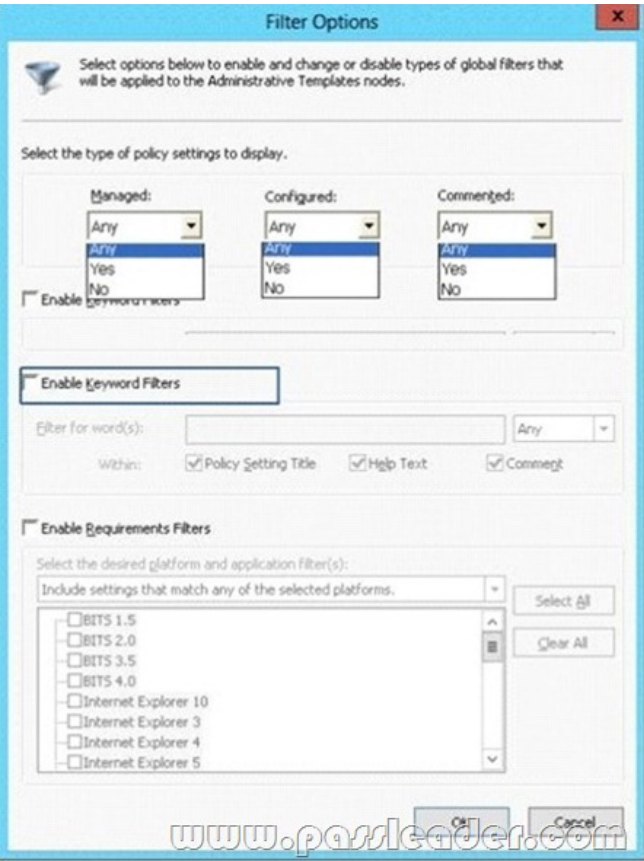 Filter Options
x
Select options below to enable and change or disable types of global filters that
will be applied to the Administrative Templates nodes.
Select the type of policy settings to display.
Managed: Configured: Commented:
Any Any Any
Any Any Any
Yes Yes Yes
No No No
Enable Keyword Filters
Enable Keyword Filters
Filter for word(s): Any
Within: Policy Setting Title Help Text Comment
Enable Requirements Filters
Select the desired platform and application filter(s):
Include settings that match any of the selected platforms.
Select All
BITS 1.5
BITS 2.0
Clear All
BITS 3.5
BITS 4.0
Internet Explorer 10
Internet Explorer 3
Internet Explorer 4
Internet Explorer 5
OK Cancel
www.passleader.com